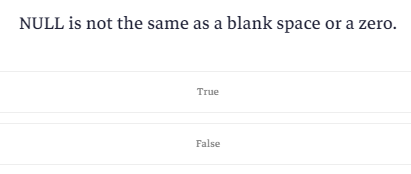 NULL is not the same as a blank space or a zero.
True
False